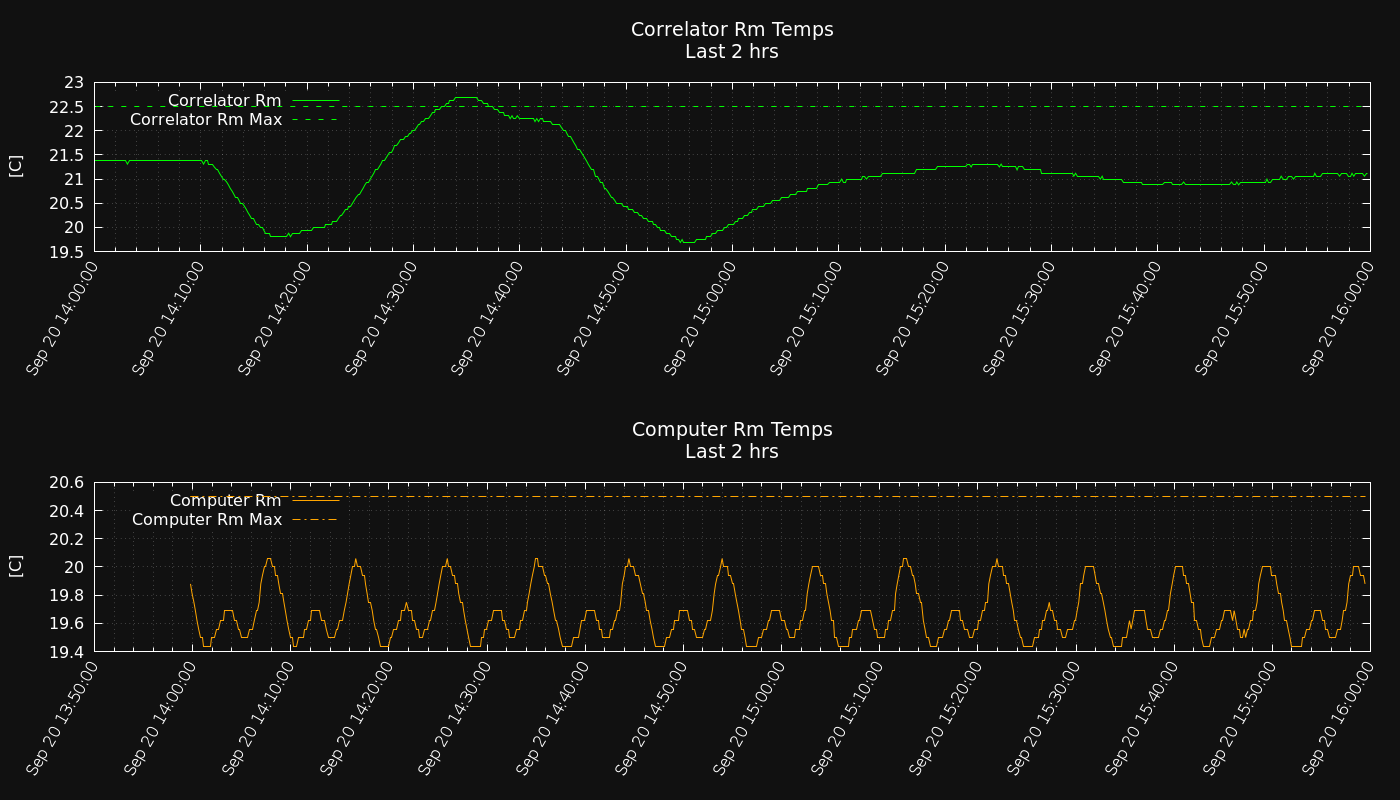 Correlator Rm Temps
Last 2 hrs
[C]
23
22.5
22
21.5
21
20.5
20
19.5
Correlator Rm
Correlator Rm Max
Sep 20 14:00:00
Sep 20 14:10:00
Sep 20 14:20:00
Sep 20 14:30:00
Sep 20 14:40:00
Sep 20 14:50:00
Sep 20 15:00:00
Sep 20 15:10:00
Sep 20 15:20:00
Sep 20 15:30:00
Sep 20 15:40:00
Sep 20 15:50:00
Sep 20 16:00:00
Computer Rm Temps
Last 2 hrs
[C]
20.6
20.4
20.2
20
19.8
19.6
19.4
Computer Rm
Computer Rm Max
Sep 20 13:50:00
Sep 20 14:00:00
Sep 20 14:10:00
Sep 20 14:20:00
Sep 20 14:30:00
Sep 20 14:40:00
Sep 20 14:50:00
Sep 20 15:00:00
Sep 20 15:10:00
Sep 20 15:20:00
Sep 20 15:30:00
Sep 20 15:40:00
Sep 20 15:50:00
Sep 20 16:00:00